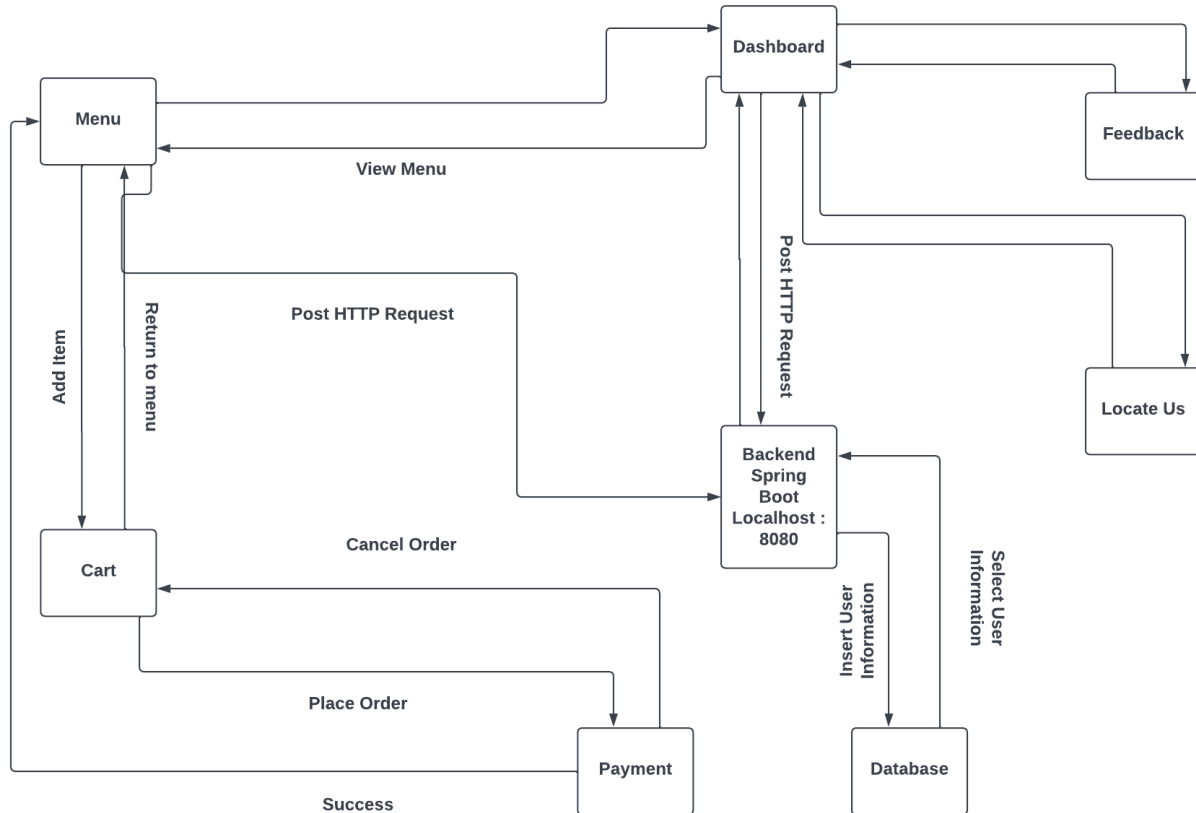 Dashboard
Menu
Feedback
View Menu
Post HTTP Request
Add Item
Return to menu
Post HTTP Request
Locate Us
Backend
Spring
Boot
Localhost :
8080
Cancel Order
Cart
Select User
Information
Insert User
Information
Place Order
Payment
Database
Success